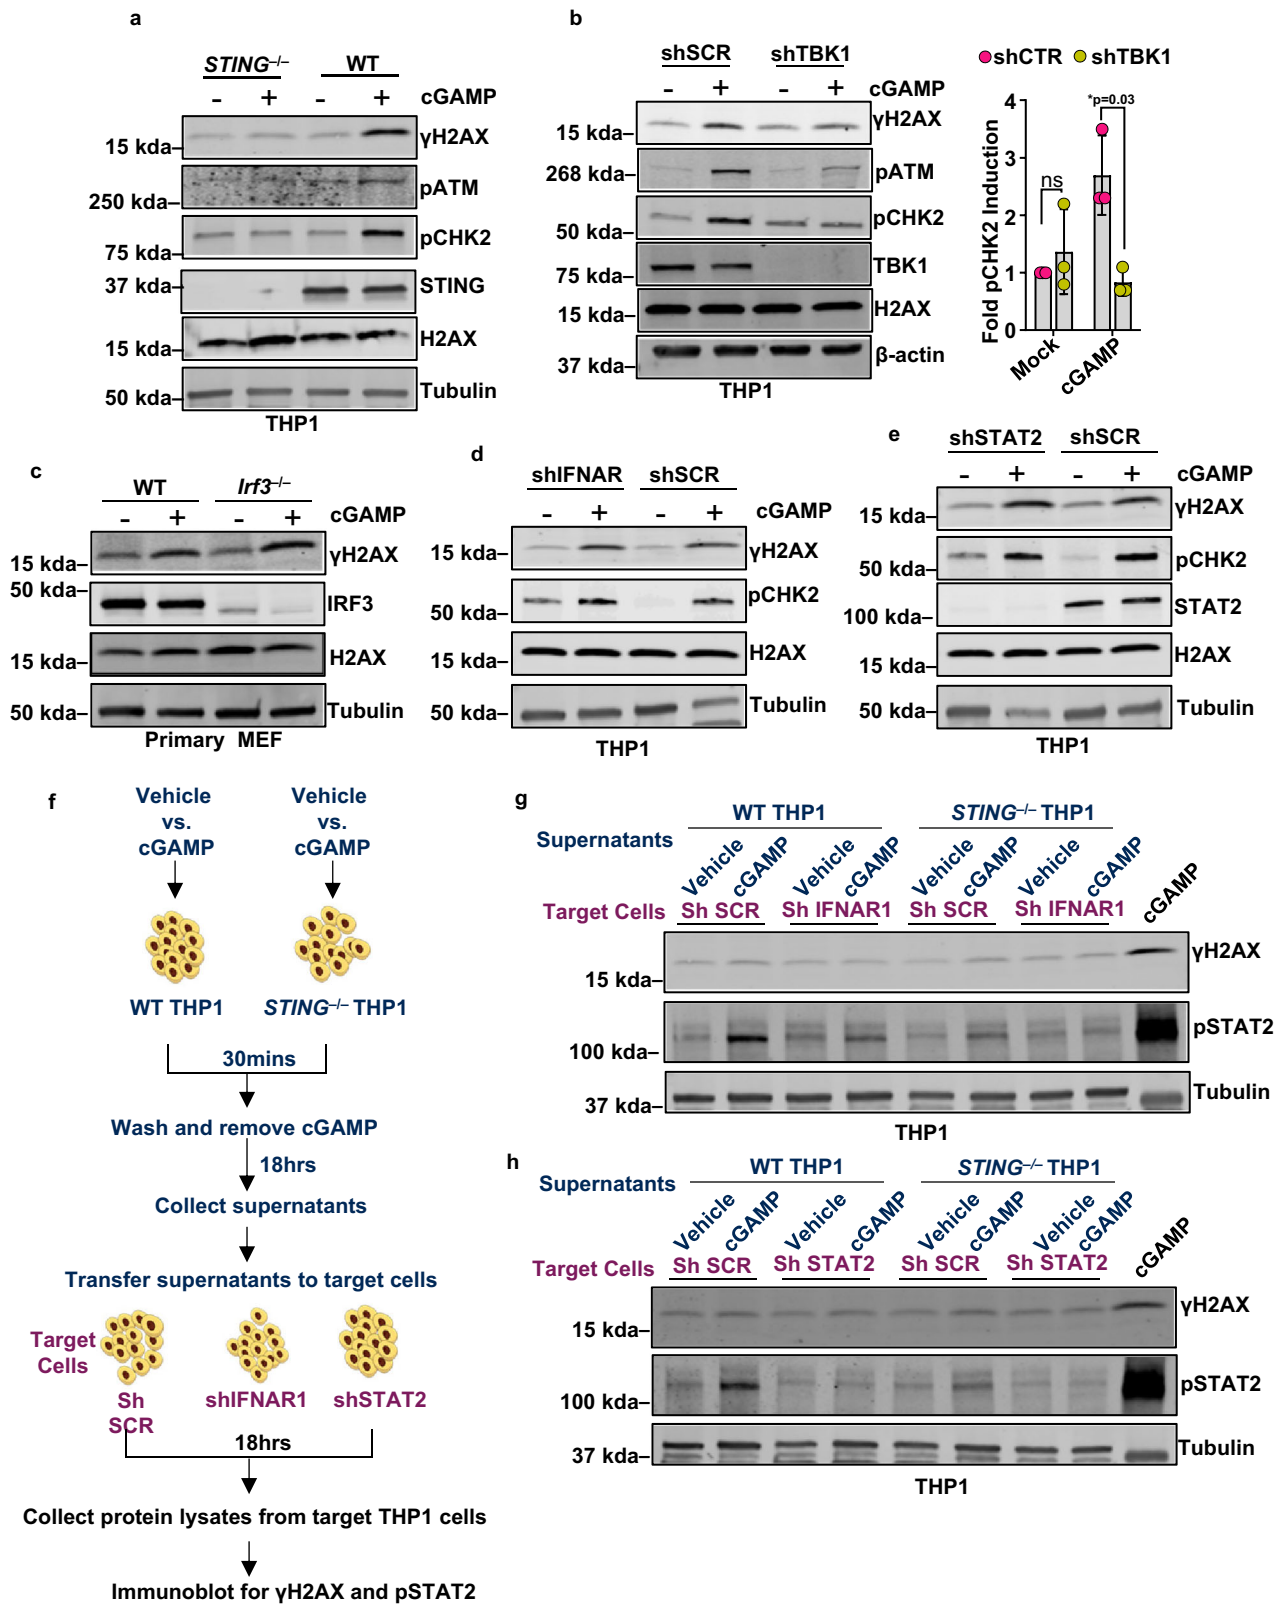 a
STING–/–
WT
- + - + cGAMP
γH2AX
15 kda–
pATM
250 kda–
pCHK2
75 kda–
37 kda–
STING
H2AX
15 kda–
50 kda–
Tubulin
THP1
b
shSCR shTBK1
- + - + cGAMP
γH2AX
15 kda–
268 kda–
pATM
pCHK2
50 kda–
TBK1
75 kda–
15 kda–
H2AX
37 kda–
β-actin
THP1
shCTR shTBK1
Fold pCHK2 Induction
4
3
2
1
0
ns
*p=0.03
Mock
cGAMP
c
WT Irf3–/–
- + - + cGAMP
γH2AX
15 kda–
50 kda–
IRF3
15 kda–
H2AX
50 kda–
Tubulin
Primary MEF
d
shIFNAR shSCR
- + - + cGAMP
15 kda–
γH2AX
pCHK2
50 kda–
15 kda–
H2AX
50 kda–
Tubulin
THP1
e
shSTAT2 shSCR
- + - + cGAMP
γH2AX
15 kda–
pCHK2
50 kda–
STAT2
100 kda–
H2AX
15 kda–
50 kda–
Tubulin
THP1
f
Vehicle
vs.
cGAMP
Vehicle
vs.
cGAMP
WT THP1
STING–/– THP1
30mins
Wash and remove cGAMP
18hrs
Collect supernatants
Transfer supernatants to target cells
Target
Cells
Sh
SCR
shIFNAR1
shSTAT2
18hrs
Collect protein lysates from target THP1 cells
Immunoblot for γH2AX and pSTAT2
g
WT THP1
STING–/– THP1
Supernatants
Vehicle cGAMP Vehicle cGAMP Vehicle cGAMP Vehicle cGAMP cGAMP
Target Cells Sh SCR Sh IFNAR1 Sh SCR Sh IFNAR1
γH2AX
15 kda–
pSTAT2
100 kda–
Tubulin
37 kda–
THP1
h
WT THP1
STING–/– THP1
Supernatants
Vehicle cGAMP Vehicle cGAMP Vehicle cGAMP Vehicle cGAMP cGAMP
Target Cells Sh SCR Sh STAT2 Sh SCR Sh STAT2
γH2AX
15 kda–
pSTAT2
100 kda–
Tubulin
37 kda–
THP1